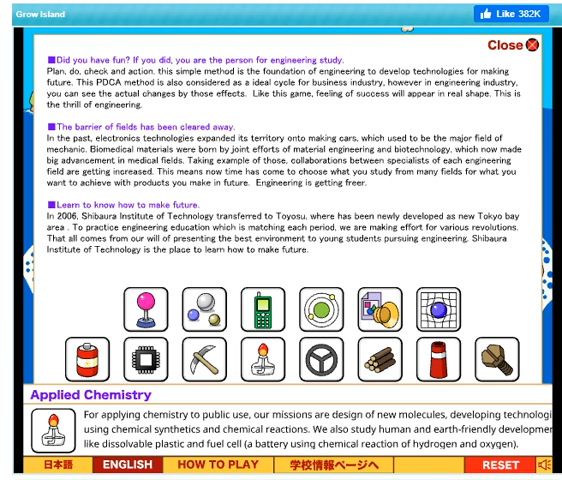 Grow Island
Like 382K
Close
■Did you have fun? If you did, you are the person for engineering study.
Plan, do, check and action, this simple method is the foundation of engineering to develop technologies for making
future. This PDCA method is also considered as a ideal cycle for business industry, however in engineering industry,
you can see the actual changes by those effects. Like this game, feeling of success will appear in real shape. This is
the thrill of engineering.
■The barrier of fields has been cleared away.
In the past, electronics technologies expanded its territory onto making cars, which used to be the major field of
mechanic. Biomedical materials were born by joint efforts of material engineering and biotechnology, which now made
big advancement in medical fields. Taking example of those, collaborations between specialists of each engineering
field are getting increased. This means now time has come to choose what you study from many fields for what you
want to achieve with products you make in future. Engineering is getting freer.
■Learn to know how to make future.
In 2006, Shibaura Institute of Technology transferred to Toyosu, where has been newly developed as new Tokyo bay
area . To practice engineering education which is matching each period, we are making effort for various revolutions.
That all comes from our will of presenting the best environment to young students pursuing engineering. Shibaura
Institute of Technology is the place to learn how to make future.
Applied Chemistry
For applying chemistry to public use, our missions are design of new molecules, developing technologi
using chemical synthetics and chemical reactions. We also study human and earth-friendly developmer
like dissolvable plastic and fuel cell (a battery using chemical reaction of hydrogen and oxygen).
日本語 ENGLISH HOW TO PLAY 学校情報ページへ RESET